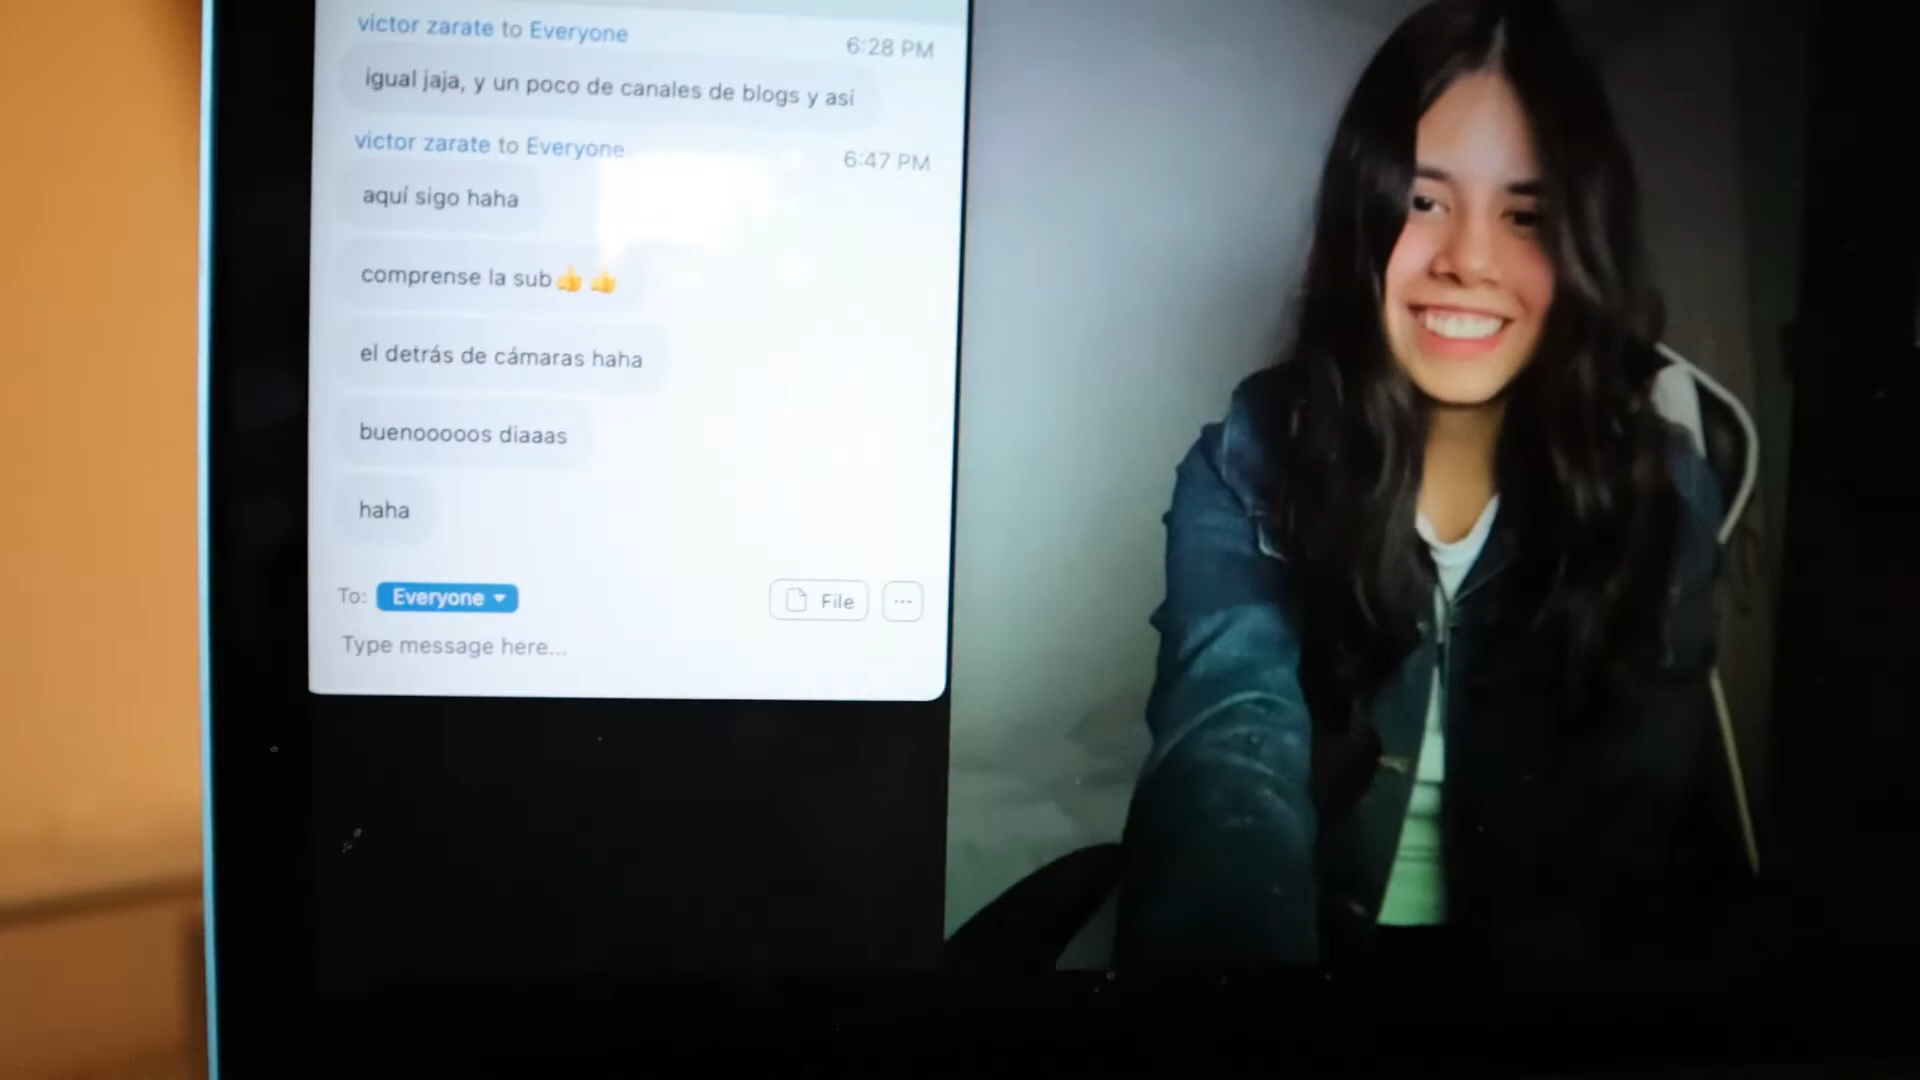 victor zarate to Everyone
6:28 PM
igual jaja, y un poco de canales de blogs y asi
victor zarate to Everyone
6:47 PM
aquí sigo haha
comprense la sub👍👍
el detrás de cámaras haha
buenooooos diaaas
haha
To: Everyone
File
...
Type message here...